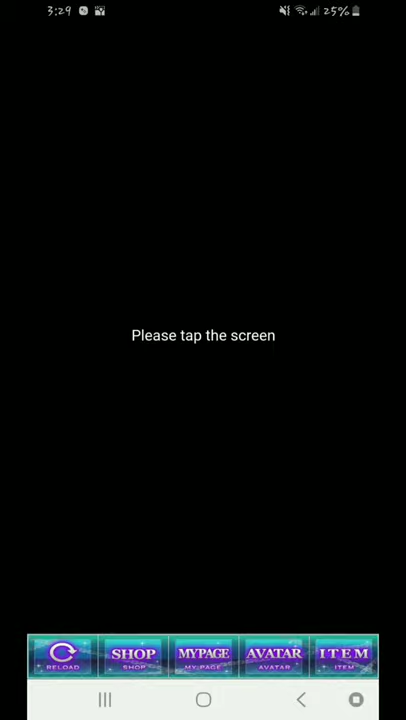 3:29 25%
Please tap the screen
RELOAD
SHOP
SHOP
MYPAGE
MY PAGE
AVATAR
AVATAR
ITEM
ITEM